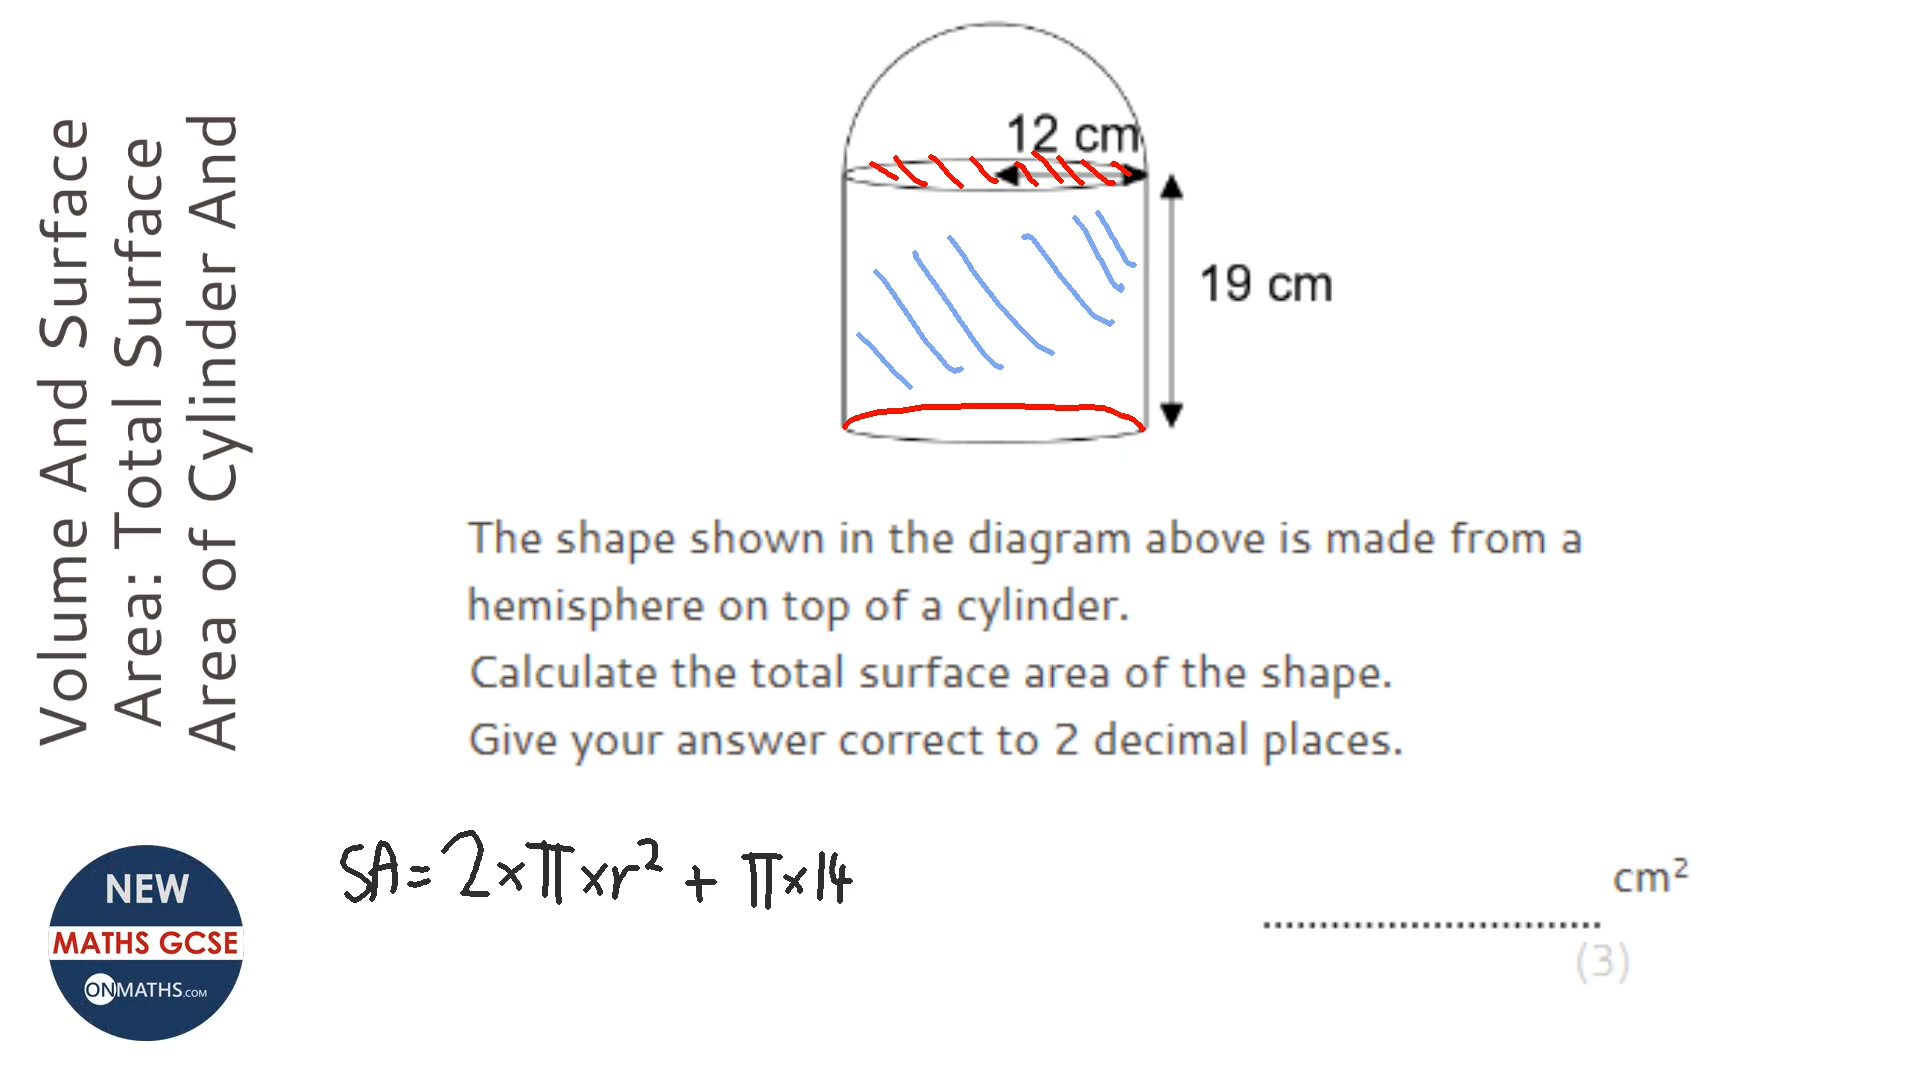 Volume And Surface
Area: Total Surface
Area of Cylinder And
12 cm
19 cm
The shape shown in the diagram above is made from a
hemisphere on top of a cylinder.
Calculate the total surface area of the shape.
Give your answer correct to 2 decimal places.
SA = 2 × π × r² + π × 14
cm²
(3)
NEW
MATHS GCSE
ONMATHS.COM